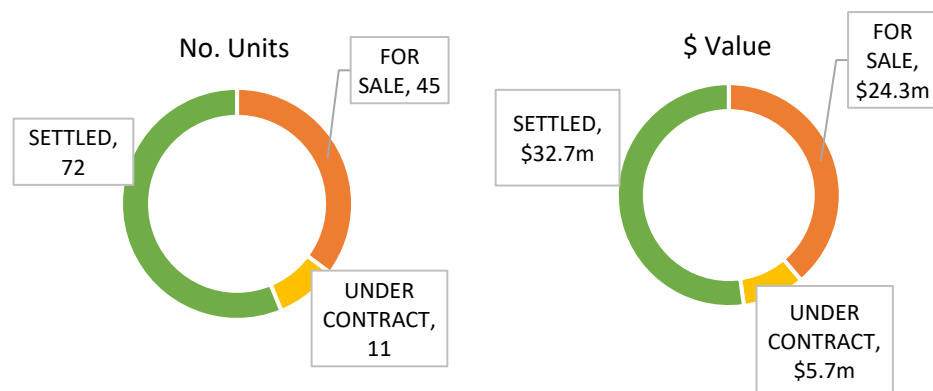 No. Units
FOR
SALE, 45
SETTLED,
72
UNDER
CONTRACT,
11
$ Value
FOR
SALE,
$24.3m
SETTLED,
$32.7m
UNDER
CONTRACT,
$5.7m